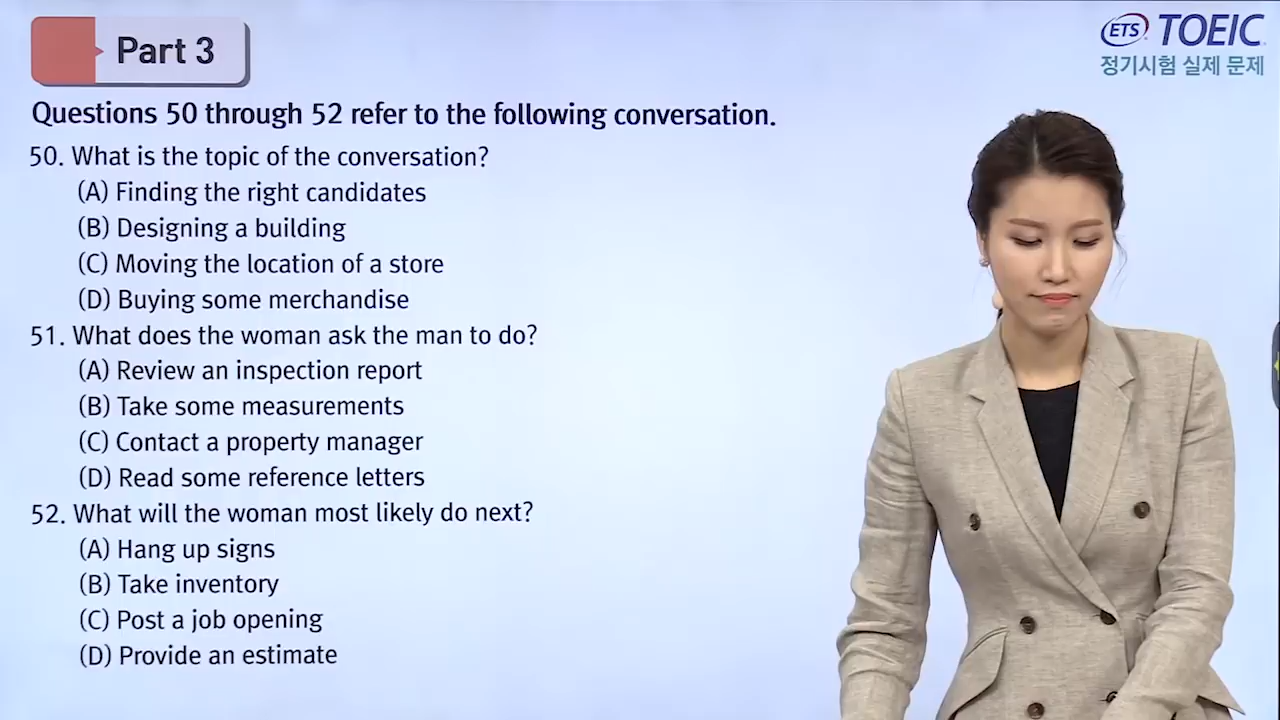 Part 3
ETS TOEIC
정기시험 실제 문제
Questions 50 through 52 refer to the following conversation.
50. What is the topic of the conversation?
(A) Finding the right candidates
(B) Designing a building
(C) Moving the location of a store
(D) Buying some merchandise
51. What does the woman ask the man to do?
(A) Review an inspection report
(B) Take some measurements
(C) Contact a property manager
(D) Read some reference letters
52. What will the woman most likely do next?
(A) Hang up signs
(B) Take inventory
(C) Post a job opening
(D) Provide an estimate